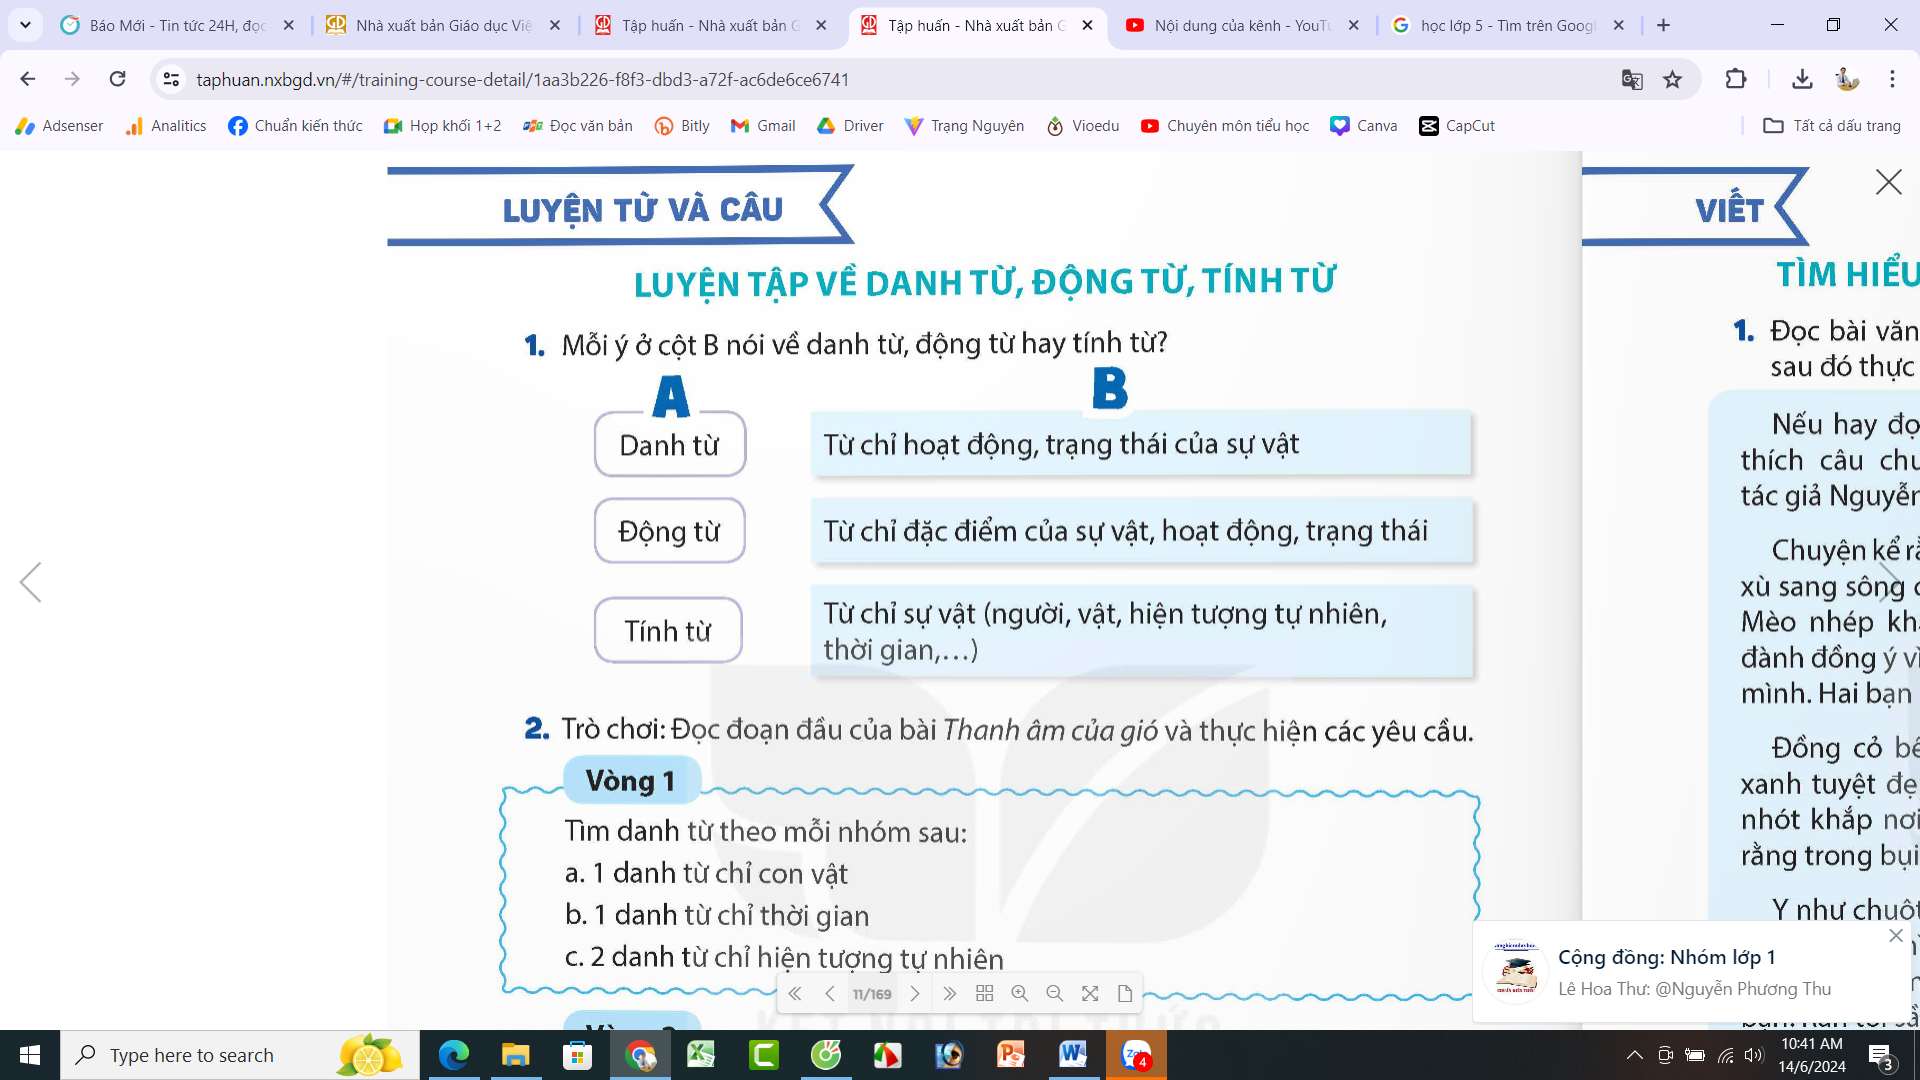 Báo Mới - Tin tức 24H, đọc
Nhà xuất bản Giáo dục Việ
Tập huấn - Nhà xuất bản G
Tập huấn - Nhà xuất bản G
Nội dung của kênh - YouTu
học lớp 5 - Tìm trên Googl
taphuan.nxbgd.vn/#/training-course-detail/1aa3b226-f8f3-dbd3-a72f-ac6de6ce6741
Adsenser
Analitics
Chuẩn kiến thức
Họp khối 1+2
Đọc văn bản
Bitly
Gmail
Driver
Trạng Nguyên
Vioedu
Chuyên môn tiểu học
Canva
CapCut
Tất cả dấu trang
LUYỆN TỪ VÀ CÂU
LUYỆN TẬP VỀ DANH TỪ, ĐỘNG TỪ, TÍNH TỪ
1. Mỗi ý ở cột B nói về danh từ, động từ hay tính từ?
A
B
Danh từ
Từ chỉ hoạt động, trạng thái của sự vật
Động từ
Từ chỉ đặc điểm của sự vật, hoạt động, trạng thái
Tính từ
Từ chỉ sự vật (người, vật, hiện tượng tự nhiên,
thời gian,...)
2. Trò chơi: Đọc đoạn đầu của bài Thanh âm của gió và thực hiện các yêu cầu.
Vòng 1
Tìm danh từ theo mỗi nhóm sau:
a. 1 danh từ chỉ con vật
b. 1 danh từ chỉ thời gian
c. 2 danh từ chỉ hiện tượng tự nhiên
11/169
VIẾT
TÌM HIỂU
1. Đọc bài văn
sau đó thực
Nếu hay đọ
thích câu chu
tác giả Nguyễn
Chuyện kể rằ
xù sang sông
Mèo nhép kh
đành đồng ý vì
mình. Hai bạn
Đồng cỏ bê
xanh tuyệt đẹ
nhót khắp nơi
rằng trong bụi
Y như chuột
Cộng đồng: Nhóm lớp 1
Lê Hoa Thư: @Nguyễn Phương Thu
Type here to search
4
10:41 AM
14/6/2024
3